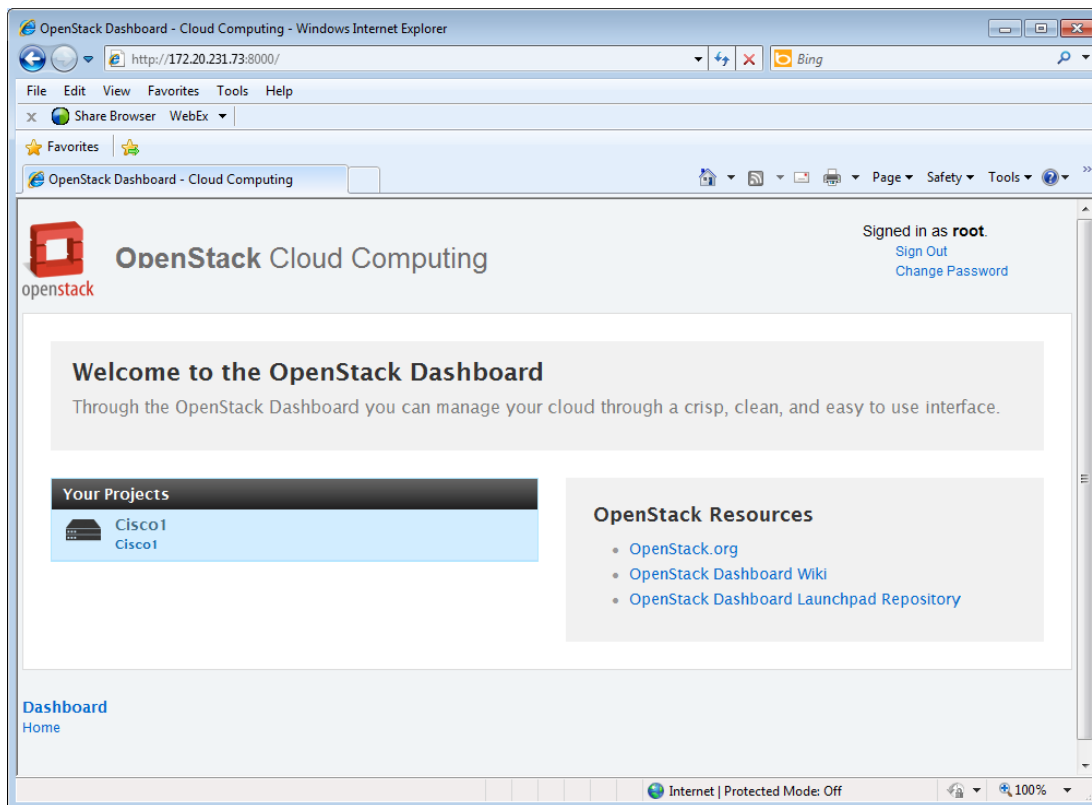 OpenStack Dashboard - Cloud Computing - Windows Internet Explorer
http://172.20.231.73:8000/
Bing
File Edit View Favorites Tools Help
x Share Browser WebEx
Favorites
OpenStack Dashboard - Cloud Computing
Page Safety Tools
openstack
OpenStack Cloud Computing
Signed in as root.
Sign Out
Change Password
Welcome to the OpenStack Dashboard
Through the OpenStack Dashboard you can manage your cloud through a crisp, clean, and easy to use interface.
Your Projects
Cisco1
Cisco1
OpenStack Resources
• OpenStack.org
• OpenStack Dashboard Wiki
• OpenStack Dashboard Launchpad Repository
Dashboard
Home
Internet | Protected Mode: Off
100%